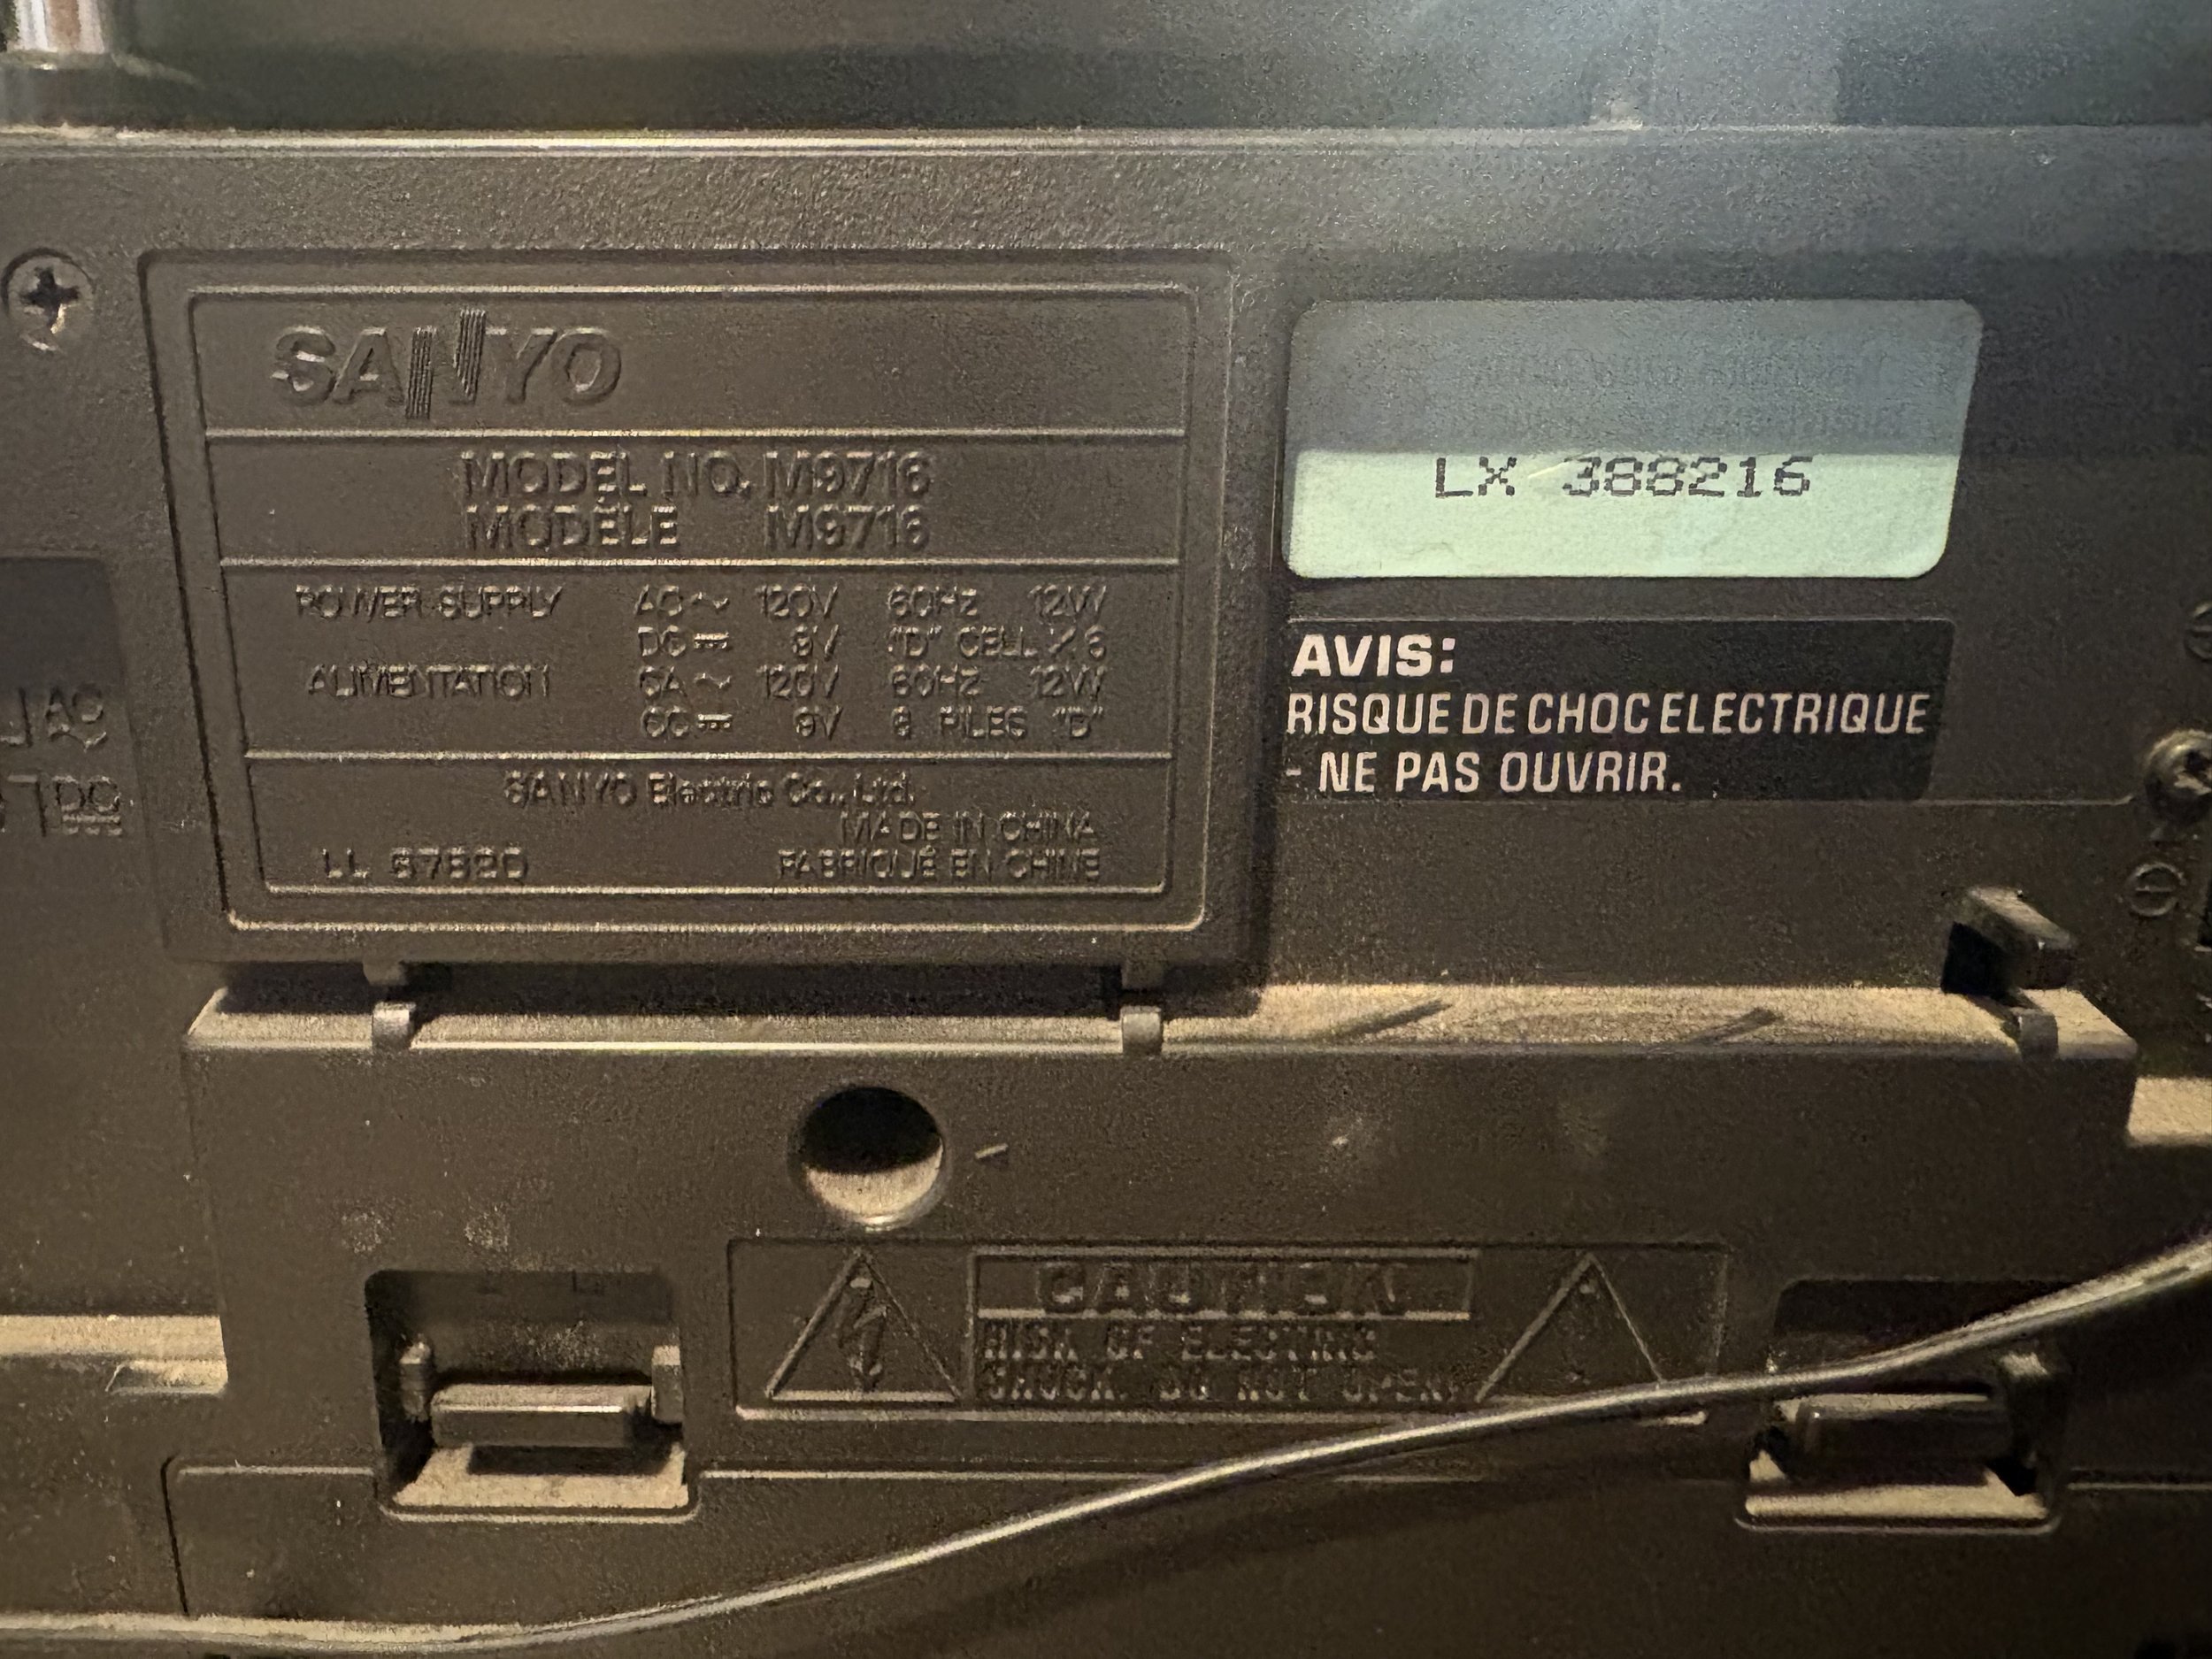 SANYO
MODEL NO. M9716
MODÈLE M9716
POWER SUPPLY AC 120V 60Hz 12W
DC 9V "D" CELL × 6
ALIMENTATION CA 120V 60Hz 12W
CC 9V 6 PILES "D"
SANYO Electric Co., Ltd.
MADE IN CHINA
LL 67820 FABRIQUÉ EN CHINE
LX 388216
AVIS:
RISQUE DE CHOC ELECTRIQUE
- NE PAS OUVRIR.
AC
DC
CAUTION
RISK OF ELECTRIC
SHOCK. DO NOT OPEN.